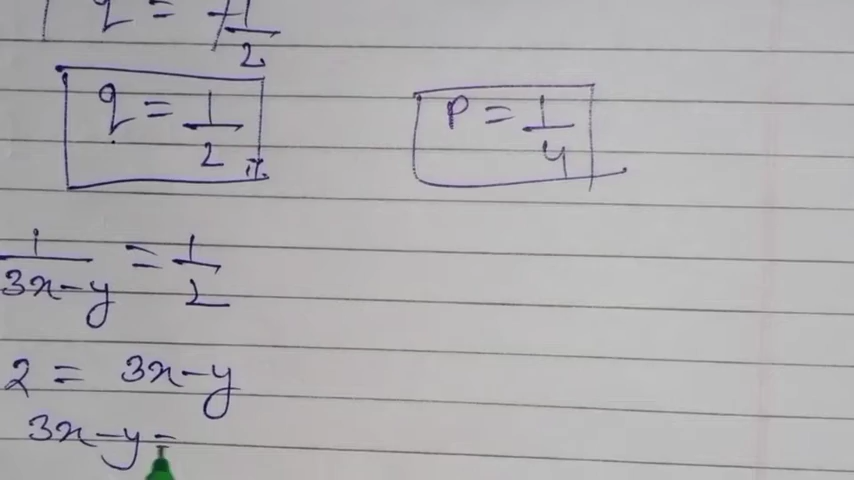 q = 1/2
q = 1/2
p = 1/4
1/3x-y = 1/2
2 = 3x-y
3x-y=